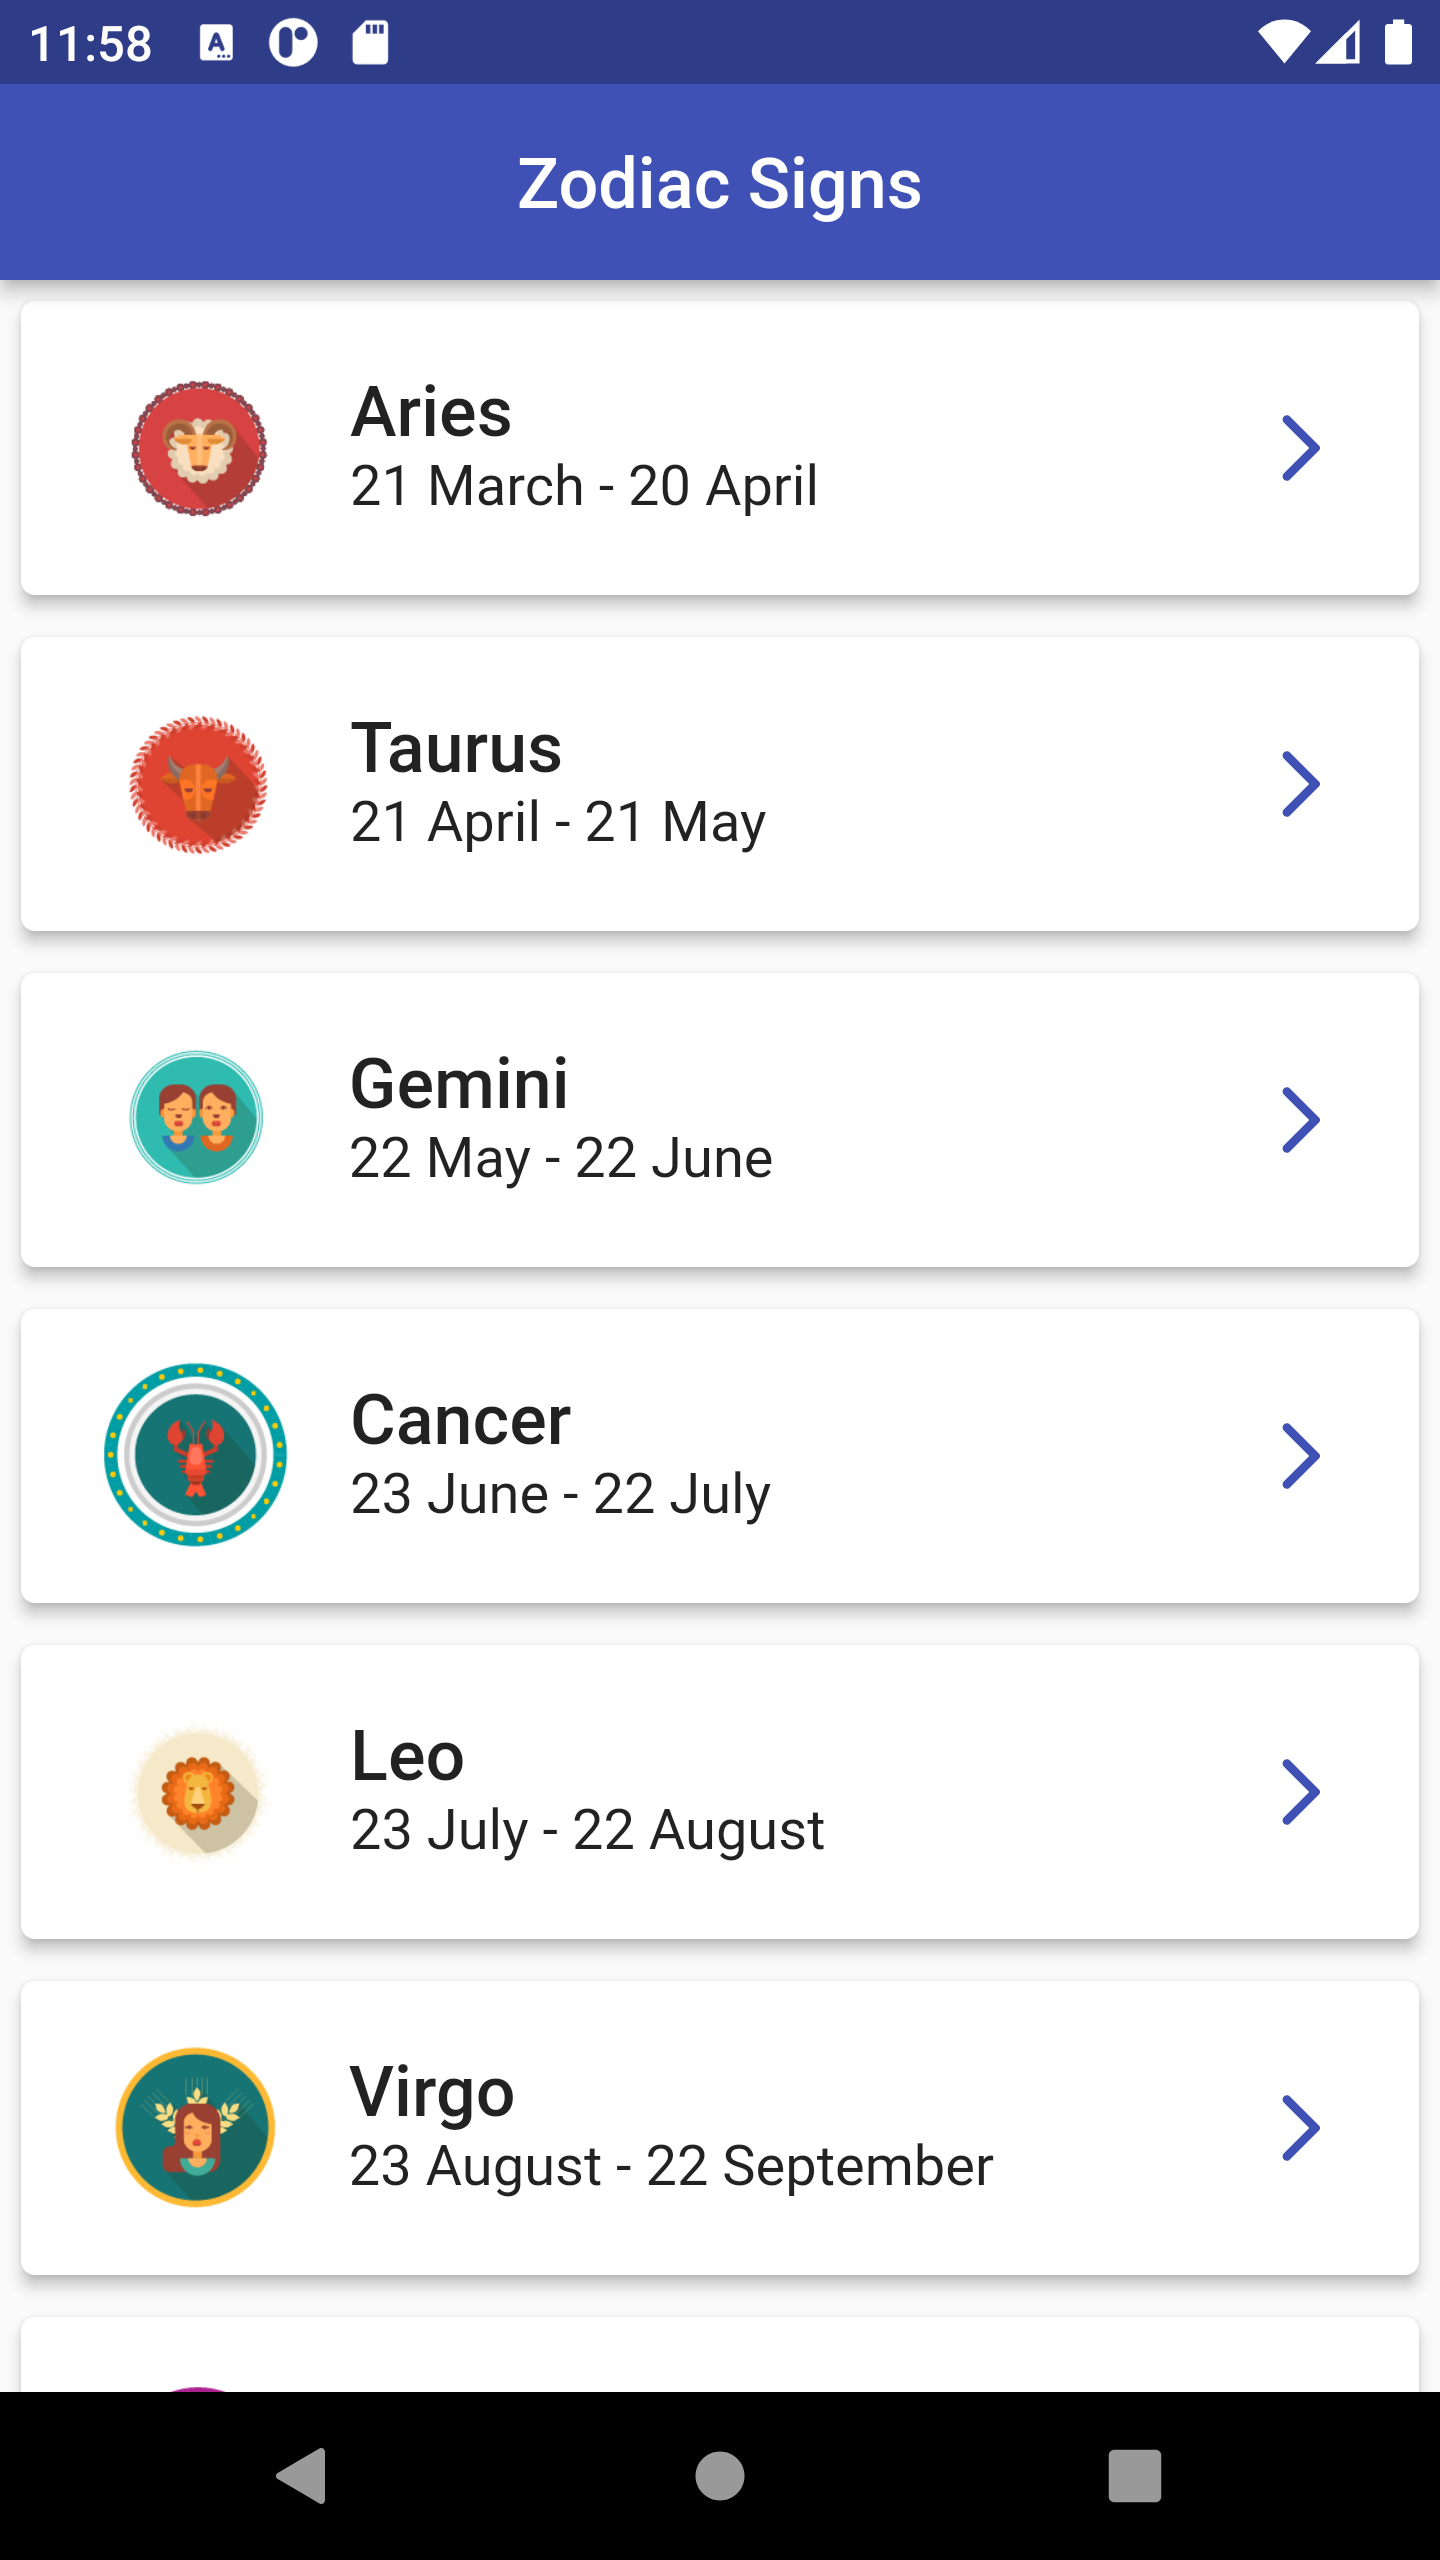 11:58
Zodiac Signs
Aries
21 March - 20 April
Taurus
21 April - 21 May
Gemini
22 May - 22 June
Cancer
23 June - 22 July
Leo
23 July - 22 August
Virgo
23 August - 22 September